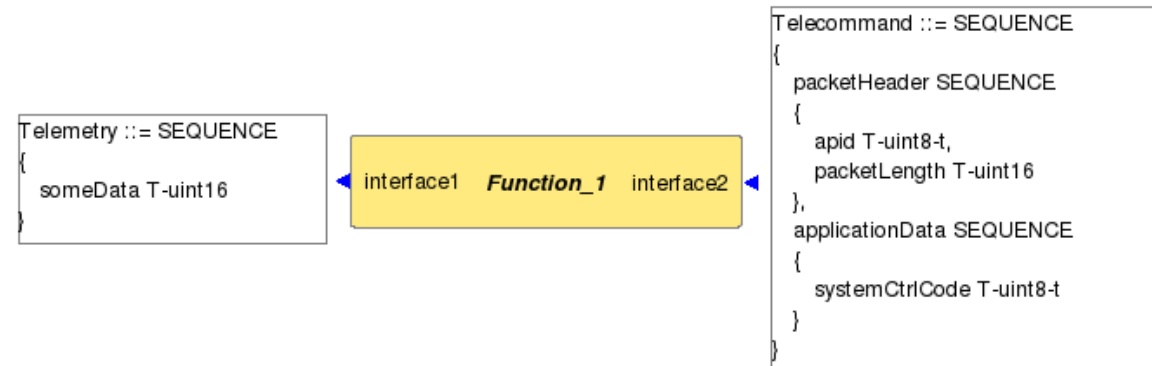 Telemetry ::= SEQUENCE
{
someData T-uint16
}
interface1 Function_1 interface2
Telecommand ::= SEQUENCE
{
packetHeader SEQUENCE
{
apid T-uint8-t,
packetLength T-uint16
},
applicationData SEQUENCE
{
systemCtrlCode T-uint8-t
}
}